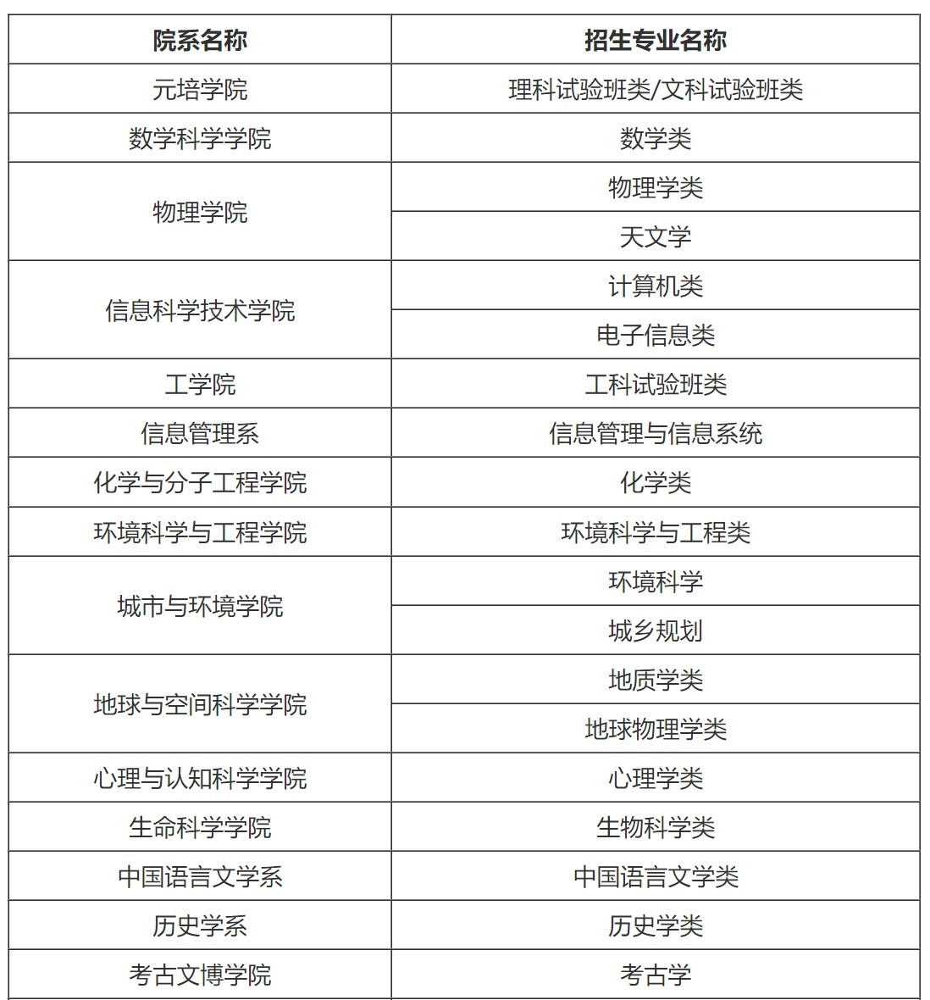 院系名称 招生专业名称
元培学院 理科试验班类/文科试验班类
数学科学学院 数学类
物理学院 物理学类
天文学
信息科学技术学院 计算机类
电子信息类
工学院 工科试验班类
信息管理系 信息管理与信息系统
化学与分子工程学院 化学类
环境科学与工程学院 环境科学与工程类
城市与环境学院 环境科学
城乡规划
地球与空间科学学院 地质学类
地球物理学类
心理与认知科学学院 心理学类
生命科学学院 生物科学类
中国语言文学系 中国语言文学类
历史学系 历史学类
考古文博学院 考古学